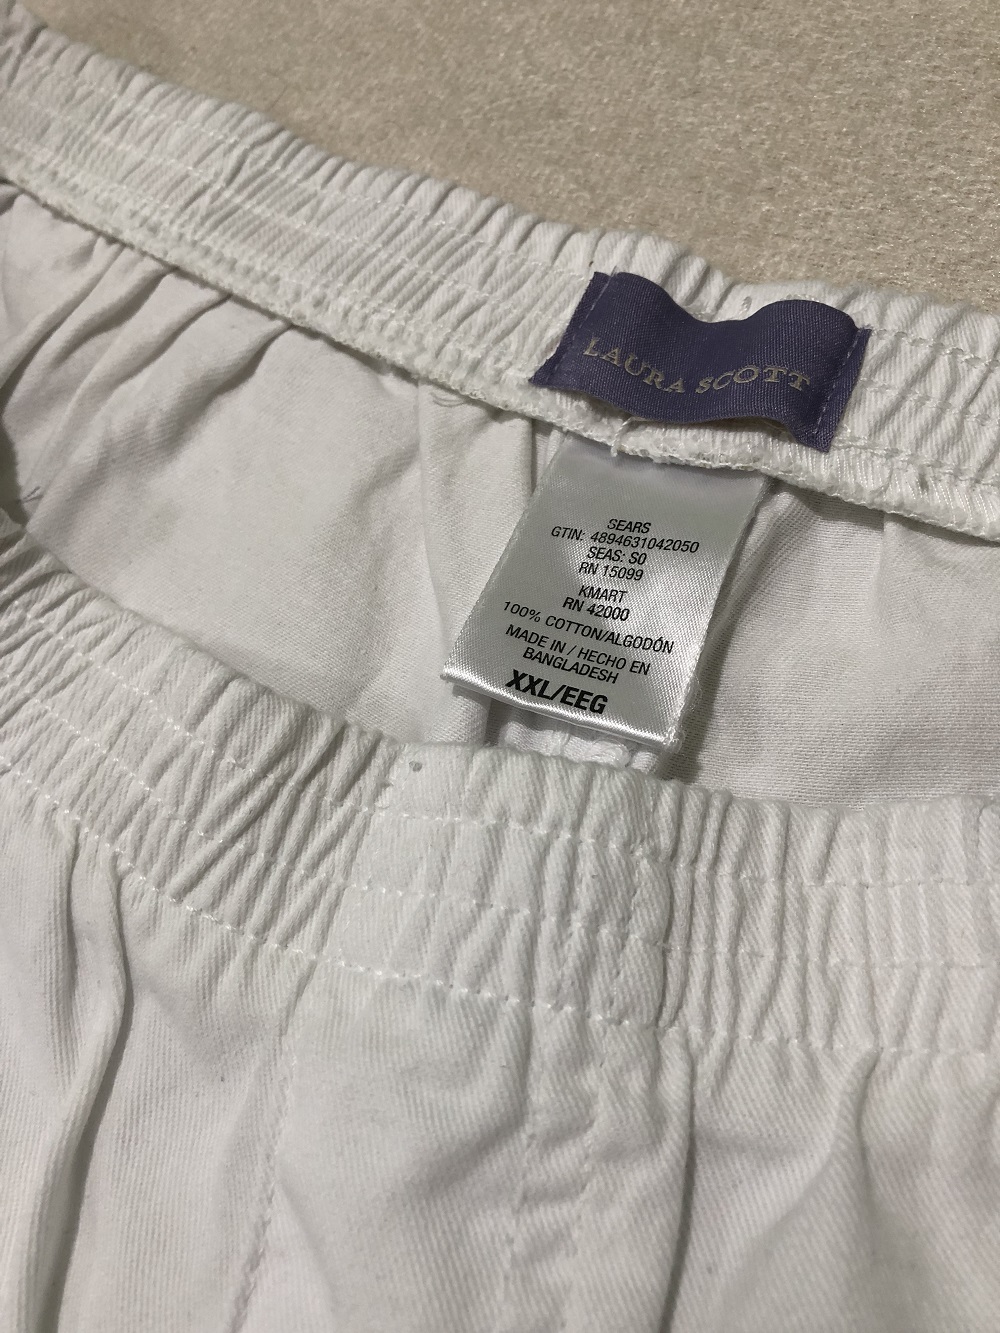 LAURA SCOTT
SEARS
GTIN: 4894631042050
SEAS: S0
RN 15099
KMART
RN 42000
100% COTTON/ALGODÓN
MADE IN / HECHO EN
BANGLADESH
XXL/EEG